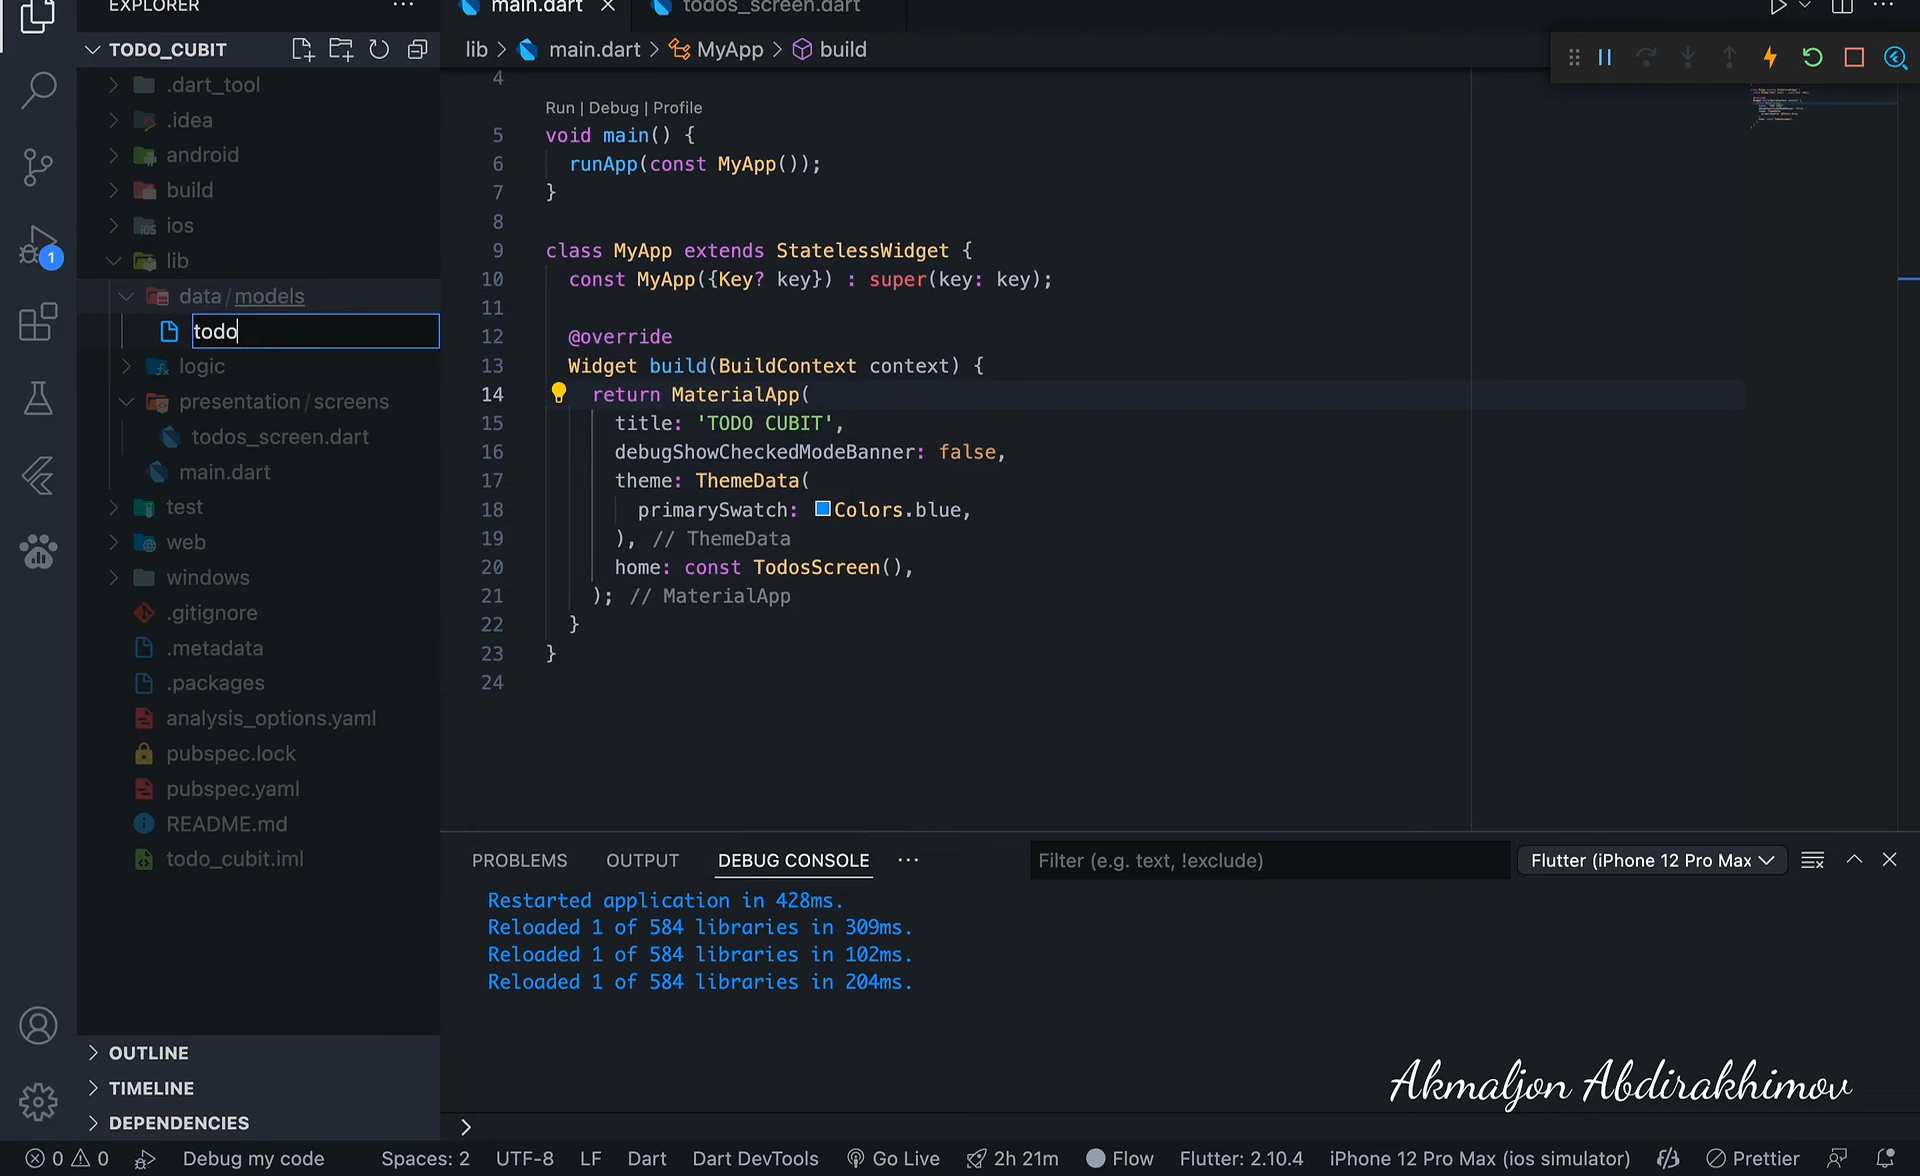 EXPLORER
TODO_CUBIT
.dart_tool
.idea
android
build
ios
lib
data/models
todo
logic
presentation/screens
todos_screen.dart
main.dart
test
web
windows
.gitignore
.metadata
.packages
analysis_options.yaml
pubspec.lock
pubspec.yaml
README.md
todo_cubit.iml
OUTLINE
TIMELINE
DEPENDENCIES
1
main.dart
todos_screen.dart
lib > main.dart > MyApp > build
4
Run | Debug | Profile
5 void main() {
6 runApp(const MyApp());
7 }
8
9 class MyApp extends StatelessWidget {
10 const MyApp({Key? key}) : super(key: key);
11
12 @override
13 Widget build(BuildContext context) {
14 return MaterialApp(
15 title: 'TODO CUBIT',
16 debugShowCheckedModeBanner: false,
17 theme: ThemeData(
18 primarySwatch: Colors.blue,
19 ), // ThemeData
20 home: const TodosScreen(),
21 ); // MaterialApp
22 }
23 }
24
PROBLEMS OUTPUT DEBUG CONSOLE ··· Filter (e.g. text, !exclude) Flutter (iPhone 12 Pro Max
Restarted application in 428ms.
Reloaded 1 of 584 libraries in 309ms.
Reloaded 1 of 584 libraries in 102ms.
Reloaded 1 of 584 libraries in 204ms.
Akmaljon Abdirakhimov
>
0 0 Debug my code Spaces: 2 UTF-8 LF Dart Dart DevTools Go Live 2h 21m Flow Flutter: 2.10.4 iPhone 12 Pro Max (ios simulator) Prettier